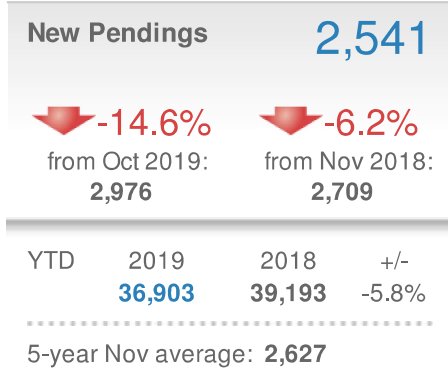 New Pendings 2,541
-14.6% -6.2%
from Oct 2019: from Nov 2018:
2,976 2,709
YTD 2019 2018 +/-
36,903 39,193 -5.8%
5-year Nov average: 2,627